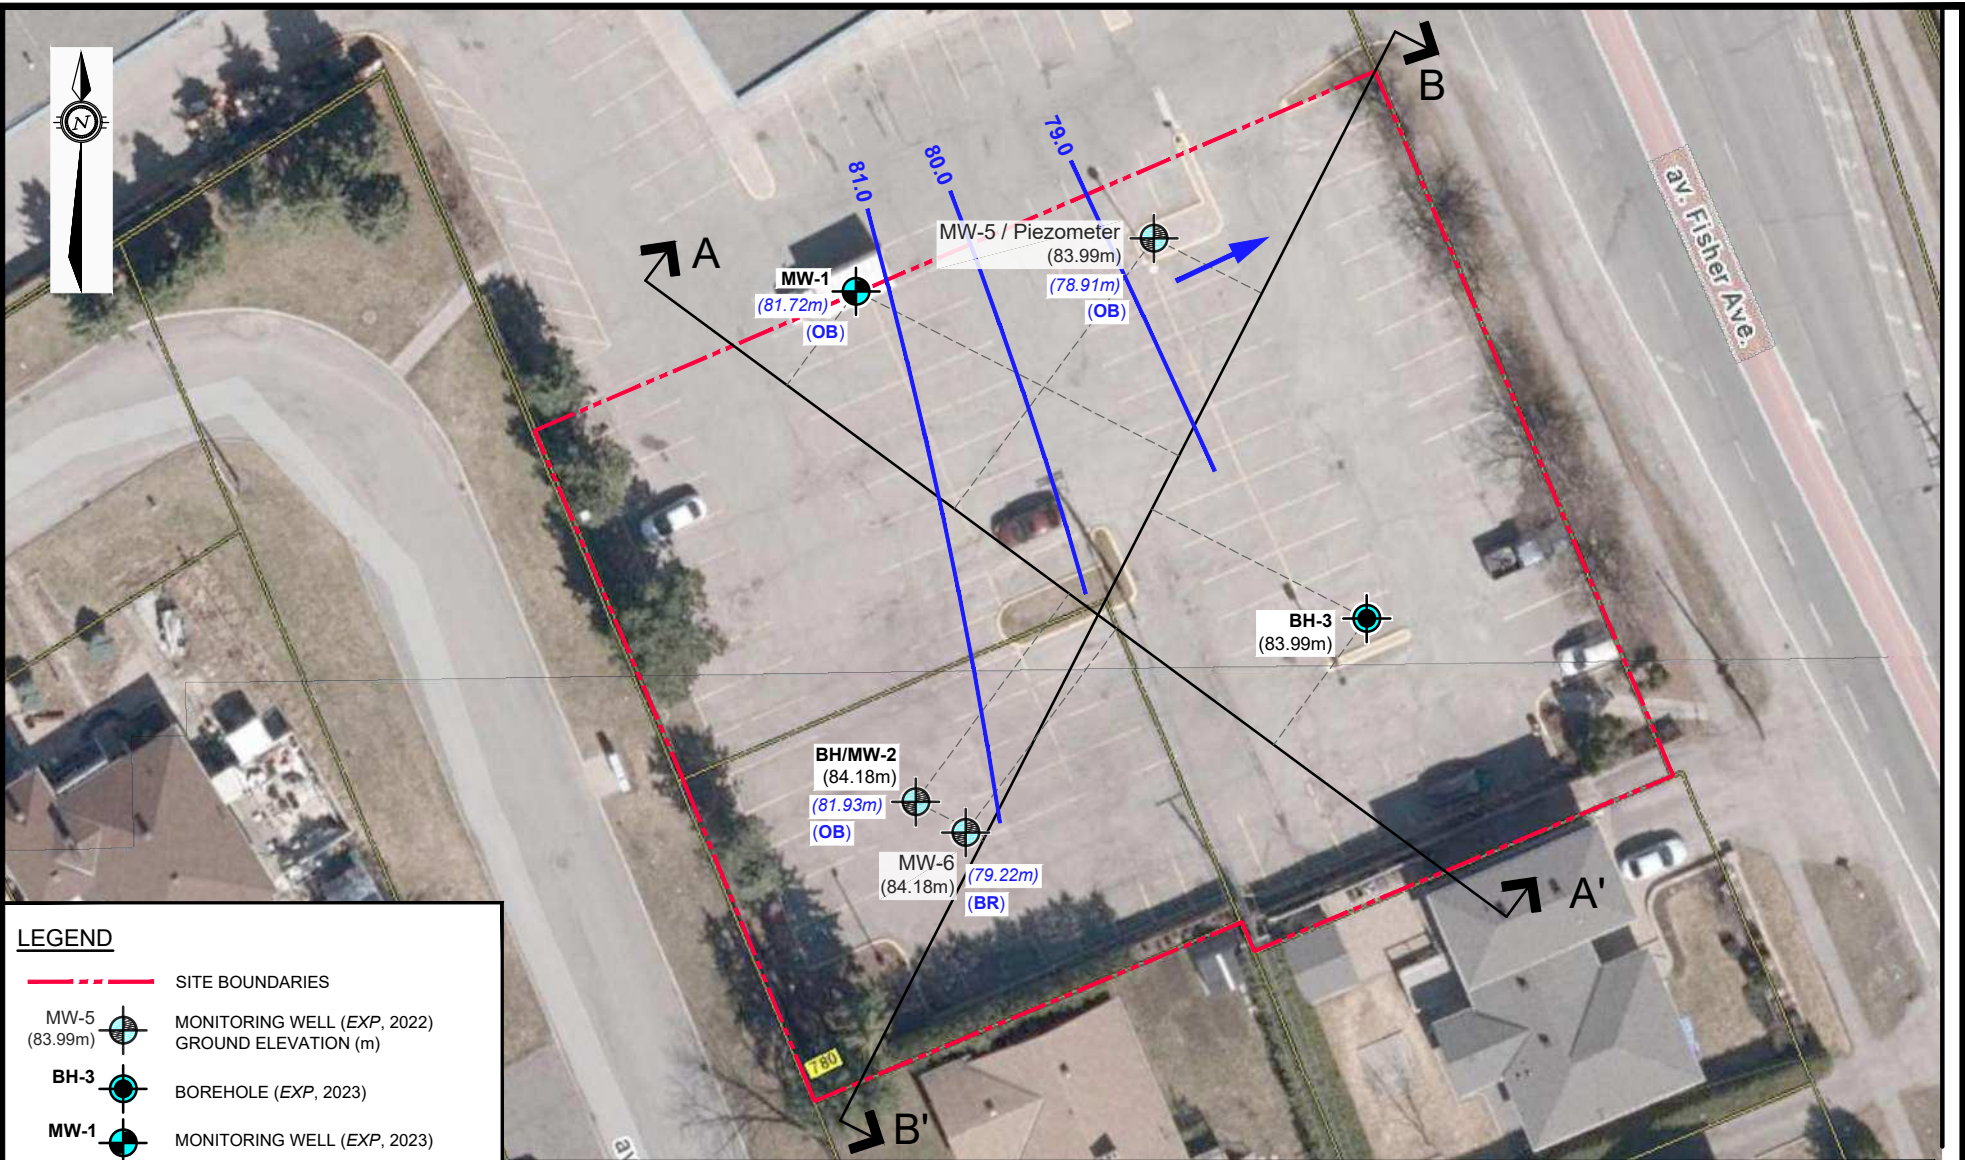 N
B
79.0
80.0
81.0
av. Fisher Ave.
A
MW-5 / Piezometer
(83.99m)
(78.91m)
(OB)
MW-1
(81.72m)
(OB)
BH-3
(83.99m)
BH/MW-2
(84.18m)
(81.93m)
(OB)
MW-6
(84.18m)
(79.22m)
(BR)
A'
780
B'
av
LEGEND
SITE BOUNDARIES
MW-5
(83.99m)
MONITORING WELL (EXP, 2022)
GROUND ELEVATION (m)
BH-3
BOREHOLE (EXP, 2023)
MW-1
MONITORING WELL (EXP, 2023)